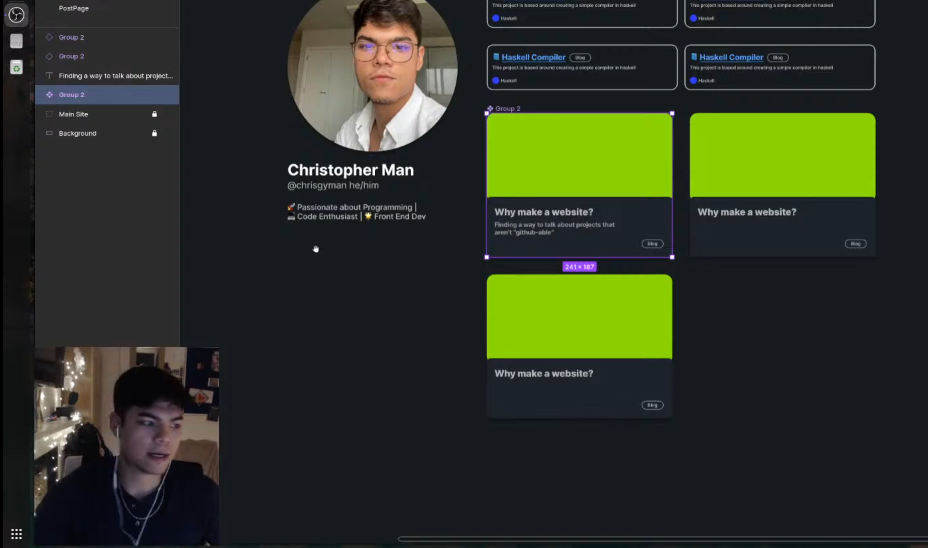 PostPage
Group 2
Group 2
Finding a way to talk about project...
Group 2
Main Site
Background
Christopher Man
@chrisgyman he/him
🚀 Passionate about Programming |
💻 Code Enthusiast | 🌟 Front End Dev
This project is based around creating a simple compiler in haskell
Haskell
This project is based around creating a simple compiler in haskell
Haskell
Haskell Compiler Blog
This project is based around creating a simple compiler in haskell
Haskell
Haskell Compiler Blog
This project is based around creating a simple compiler in haskell
Haskell
Group 2
Why make a website?
Finding a way to talk about projects that
aren't "github-able"
Blog
241 × 187
Why make a website?
Blog
Why make a website?
Blog